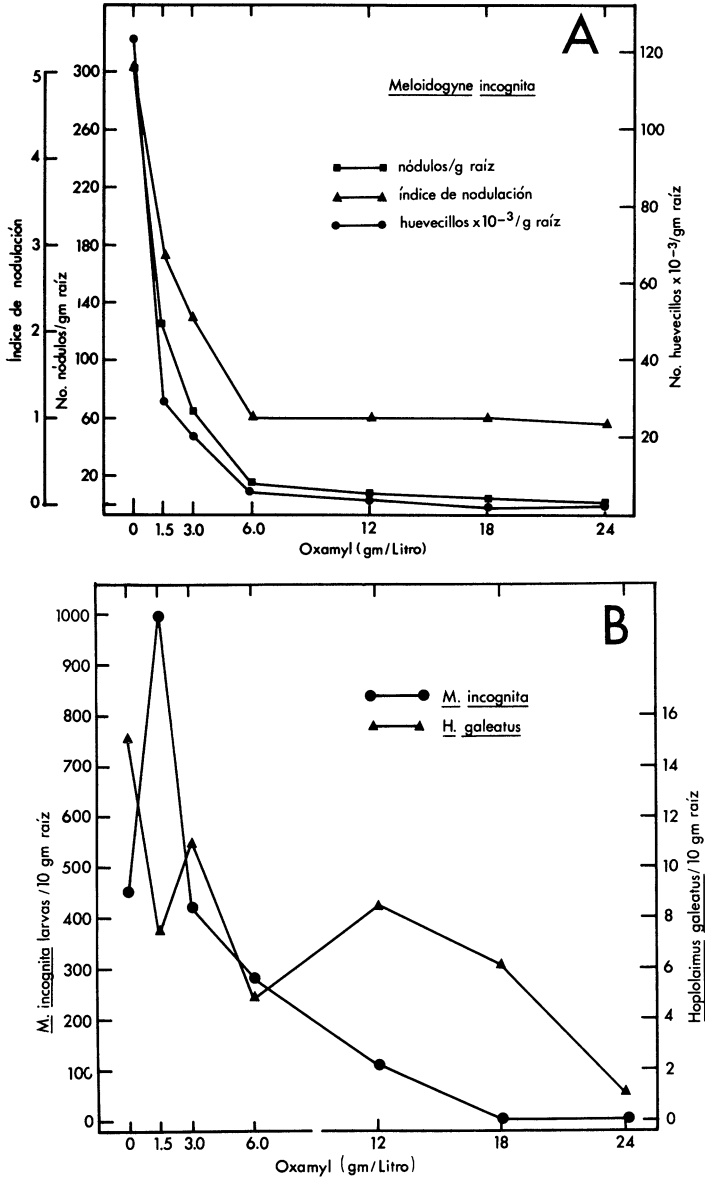 A
Meloidogyne incognita
nódulos/g raíz
índice de nodulación
huevecillos x10-3/g raíz
Índice de nodulación
5
4
3
2
1
0
No. nódulos/gm raíz
300
260
220
180
140
100
60
20
No. huevecillos x 10-3/gm raíz
120
100
80
60
40
20
0 1.5 3.0 6.0 12 18 24
Oxamyl (gm/Litro)
B
M. incognita
H. galeatus
M. incognita larvas/10 gm raíz
1000
900
800
700
600
500
400
300
200
100
0
Hoplolaimus galeatus/10 gm raíz
16
14
12
10
8
6
4
2
0
0 1.5 3.0 6.0 12 18 24
Oxamyl (gm/Litro)